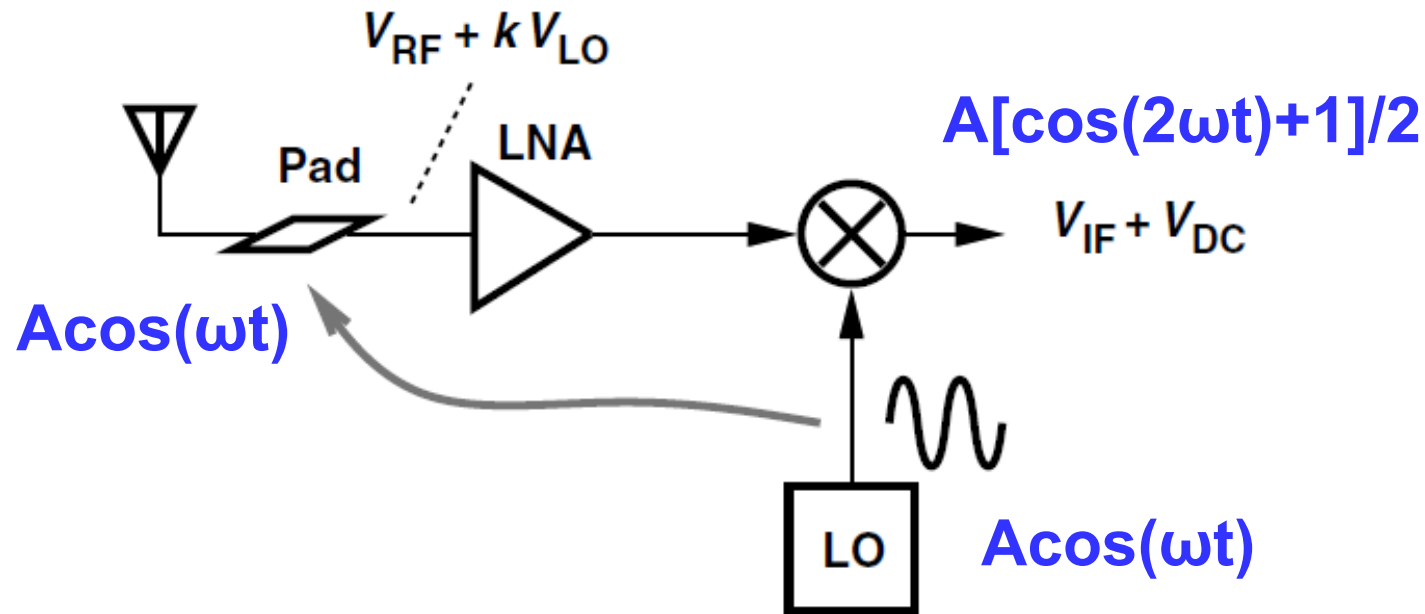 V_RF + k V_LO
A[cos(2ωt)+1]/2
LNA
Pad
V_IF + V_DC
Acos(ωt)
LO
Acos(ωt)